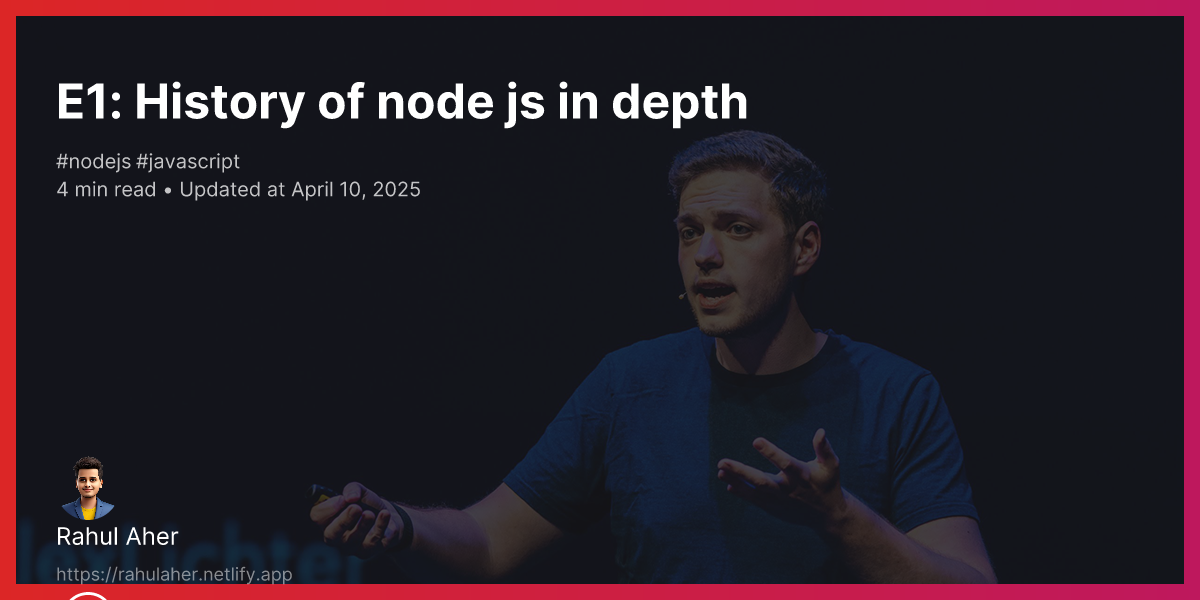 E1: History of node js in depth
#nodejs #javascript
4 min read • Updated at April 10, 2025
Rahul Aher
https://rahulaher.netlify.app